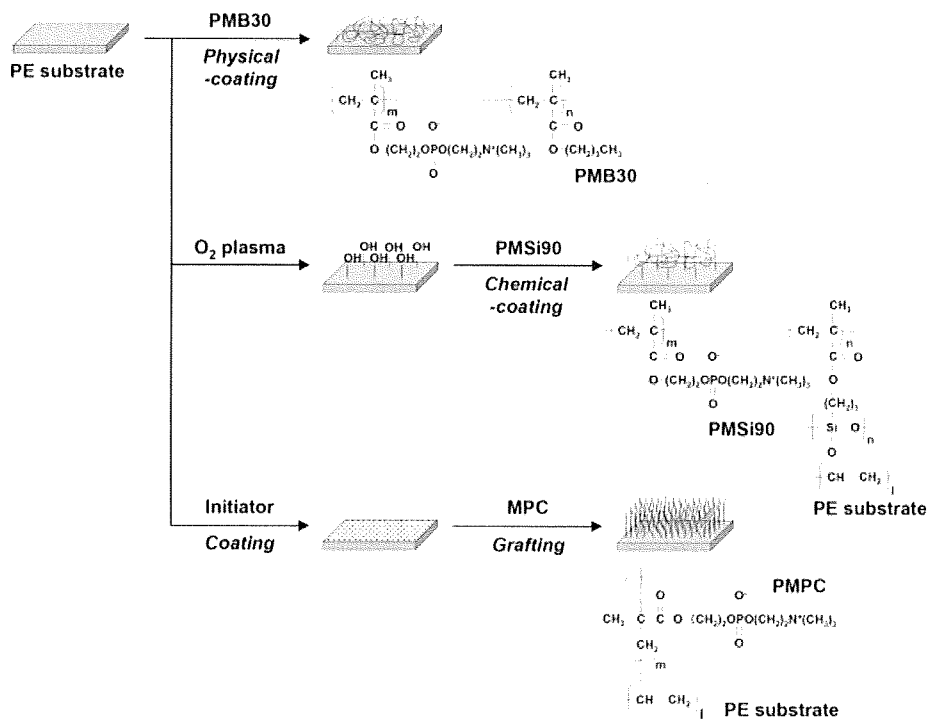 PMB30
Physical
-coating
PE substrate
CH₃
CH₃
CH₂ C
m
CH₂ C
n
C O O⁻
C O
O (CH₂)₂OPO(CH₂)₂N⁺(CH₃)₃
O (CH₂)₃CH₃
O
PMB30
O₂ plasma
OH OH OH
OH OH OH
PMSi90
Chemical
-coating
CH₃
CH₃
CH₂ C
m
CH₂ C
n
C O O⁻
C O
O (CH₂)₂OPO(CH₂)₂N⁺(CH₃)₃
O
O
(CH₂)₃
PMSi90
Si O
n
O
CH CH₂
l
PE substrate
Initiator
Coating
MPC
Grafting
PMPC
O O⁻
CH₂ C C O (CH₂)₂OPO(CH₂)₂N⁺(CH₃)₃
CH₃ O
m
CH CH₂
l
PE substrate